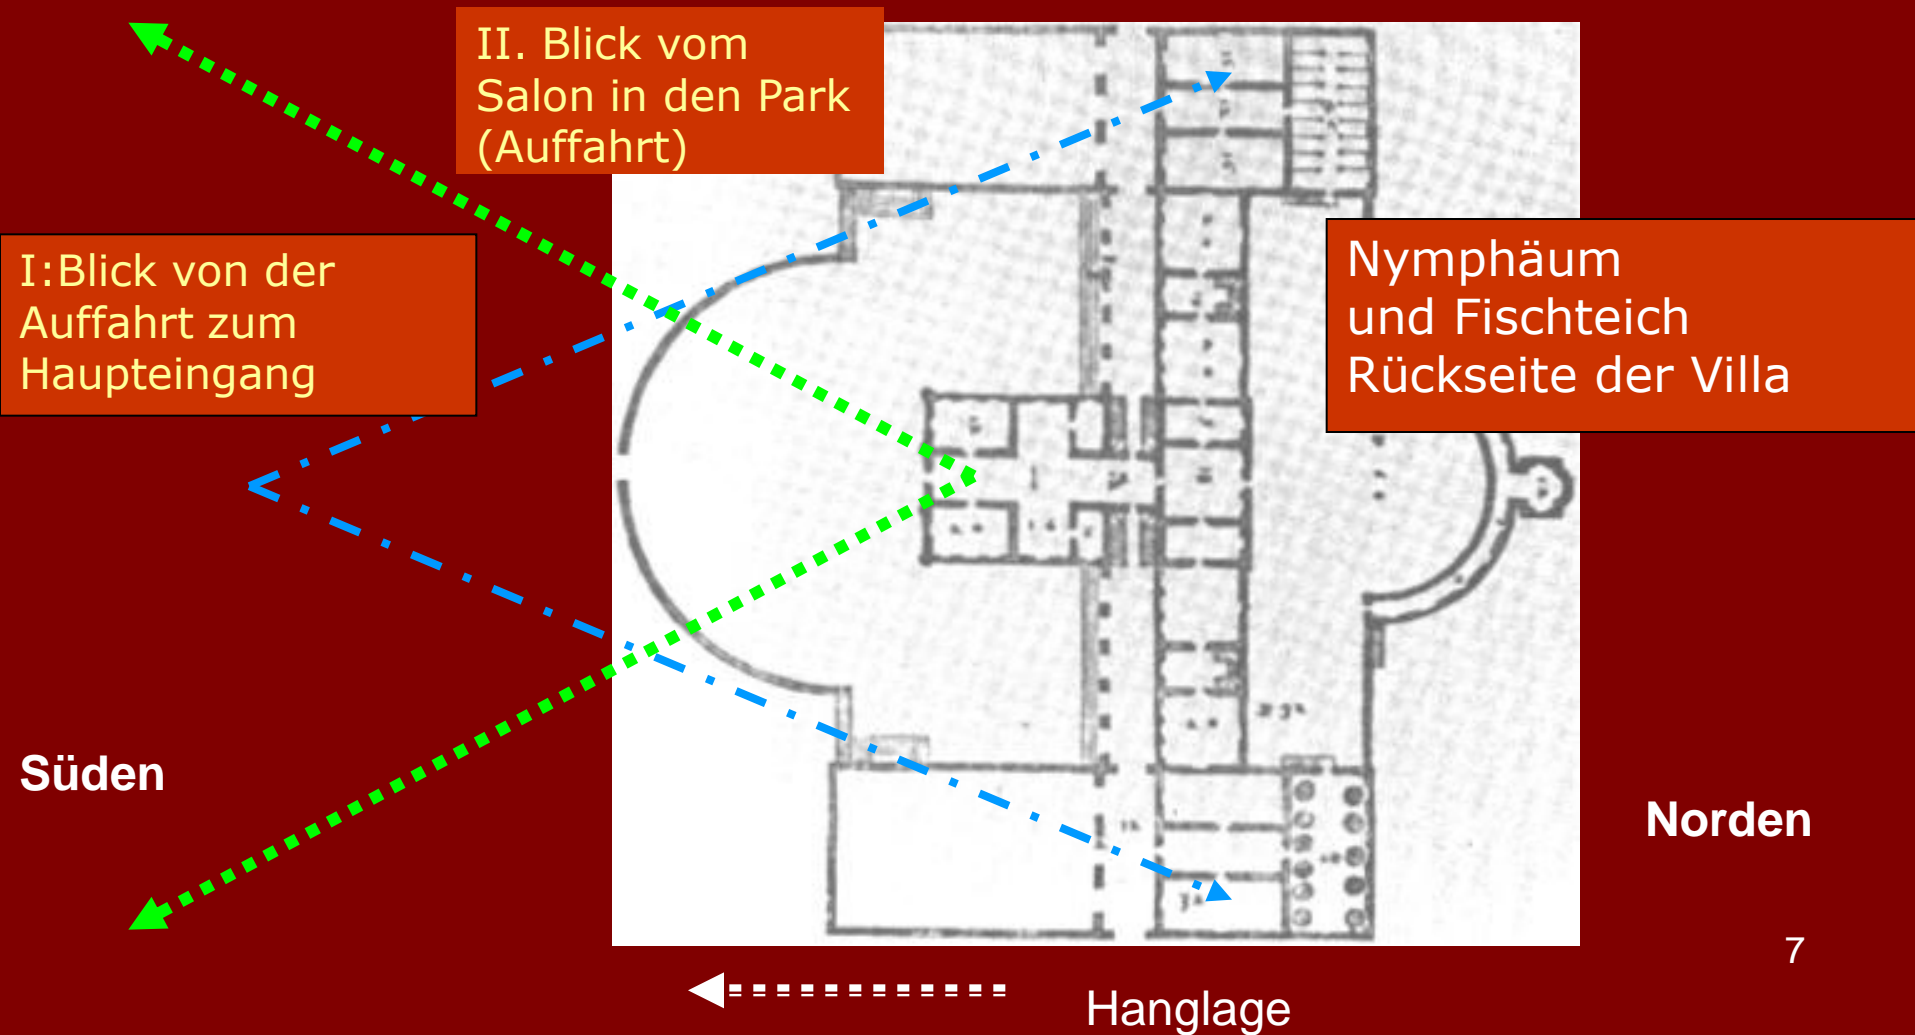 II. Blick vom
Salon in den Park
(Auffahrt)
I:Blick von der
Auffahrt zum
Haupteingang
Nymphäum
und Fischteich
Rückseite der Villa
Süden
Norden
7
Hanglage